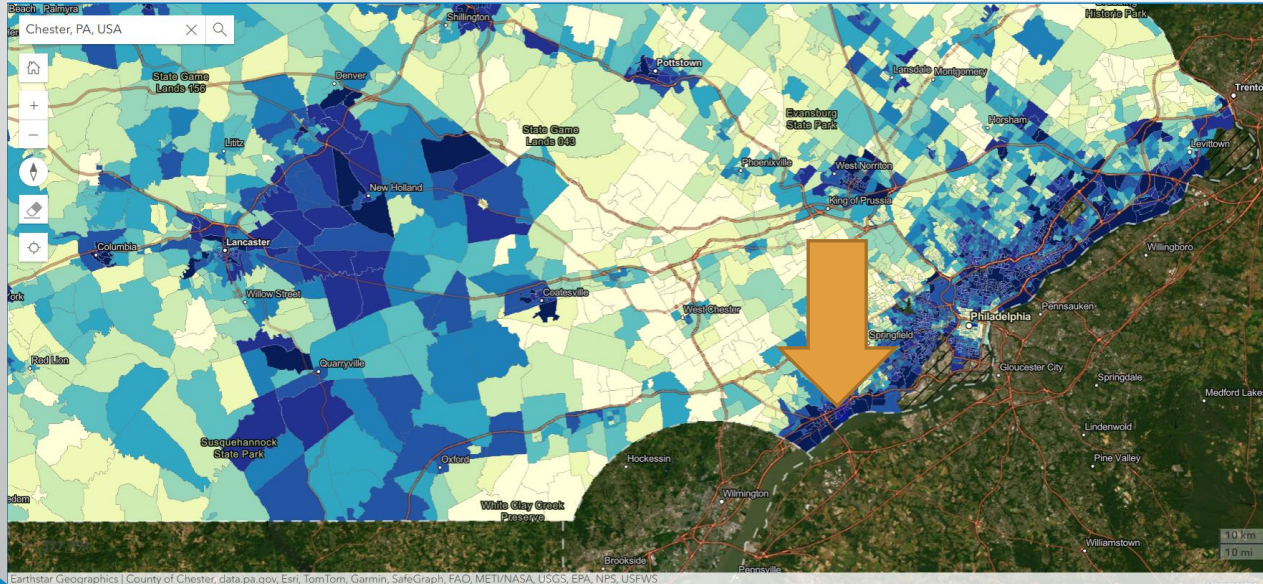 Beach Palmyra
Chester, PA, USA
Shillington
Historic Park
State Game
Lands 156
Denver
Pottstown
Lansdale Montgomery
Trento
Evansburg
State Park
Horsham
State Game
Lands 043
Lititz
Levittown
Phoenixville
West Norriton
New Holland
King of Prussia
Columbia
Lancaster
Willingboro
Willow Street
Coatesville
ork
West Chester
Pennsauken
Philadelphia
Springfield
Red Lion
Quarryville
Gloucester City
Springdale
Medford Lake
Lindenwold
Susquehannock
State Park
Oxford
Hockessin
Pine Valley
edom
Wilmington
White Clay Creek
Preserve
10 km
Williamstown
10 mi
Brookside
Pennsville
Earthstar Geographics | County of Chester, data.pa.gov, Esri, TomTom, Garmin, SafeGraph, FAO, METI/NASA, USGS, EPA, NPS, USFWS